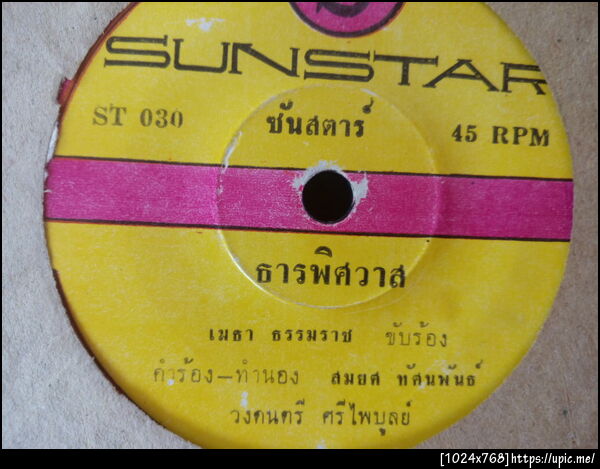 SUNSTAR
ST 030 ซันสตาร์ 45 RPM
ธารพิศวาส
เมธา ธรรมราช ขับร้อง
คำร้อง-ทำนอง สมยศ ทัศนพันธ์
วงดนตรี ศรีไพบูลย์
[1024x768]https://upic.me/